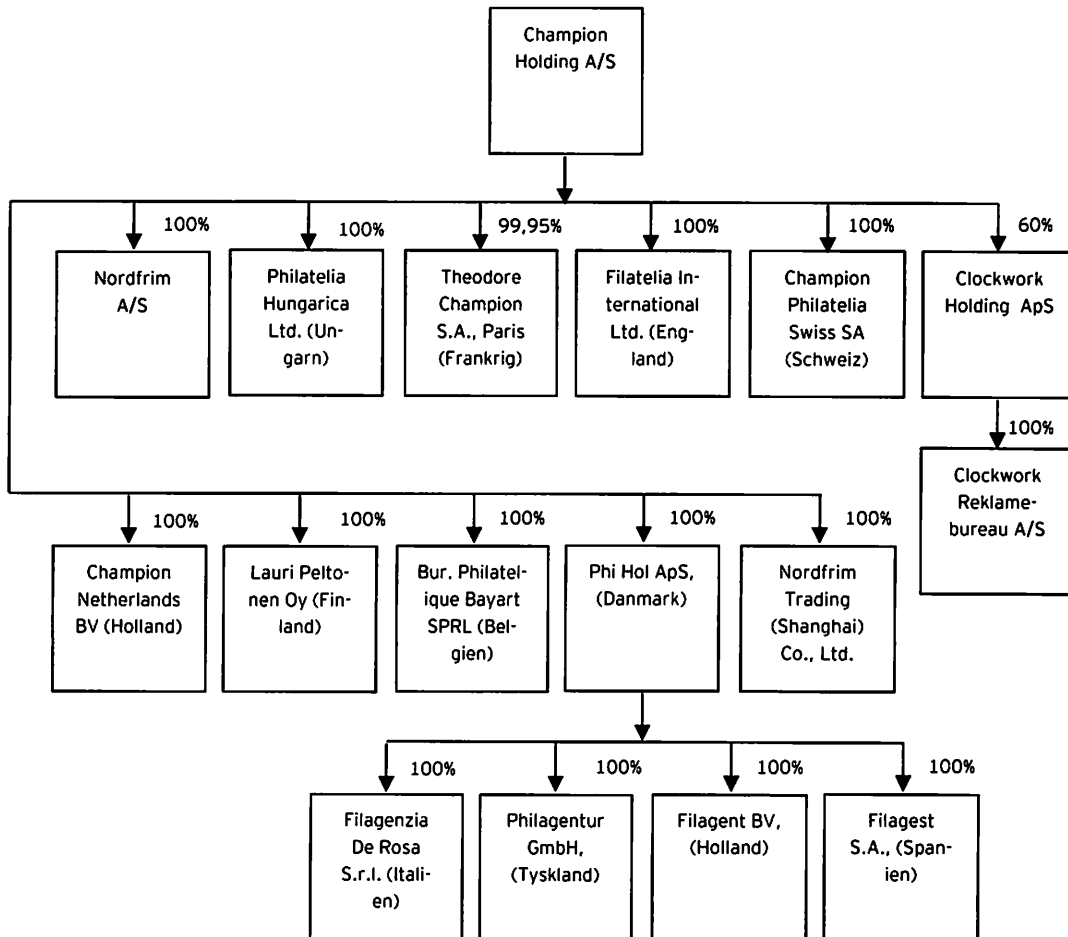 Champion
Holding A/S
100%
100%
99,95%
100%
100%
60%
Nordfrim
A/S
Philatelia
Hungarica
Ltd. (Un-
garn)
Theodore
Champion
S.A., Paris
(Frankrig)
Filatelia In-
ternational
Ltd. (Eng-
land)
Champion
Philatelia
Swiss SA
(Schweiz)
Clockwork
Holding ApS
100%
Clockwork
Reklame-
bureau A/S
100%
100%
100%
100%
100%
Champion
Netherlands
BV (Holland)
Lauri Pelto-
nen Oy (Fin-
land)
Bur. Philatel-
ique Bayart
SPRL (Bel-
gien)
Phi Hol ApS,
(Danmark)
Nordfrim
Trading
(Shanghai)
Co., Ltd.
100%
100%
100%
100%
Filagenzia
De Rosa
S.r.l. (Itali-
en)
Philagentur
GmbH,
(Tyskland)
Filagent BV,
(Holland)
Filagest
S.A., (Spa-
nien)